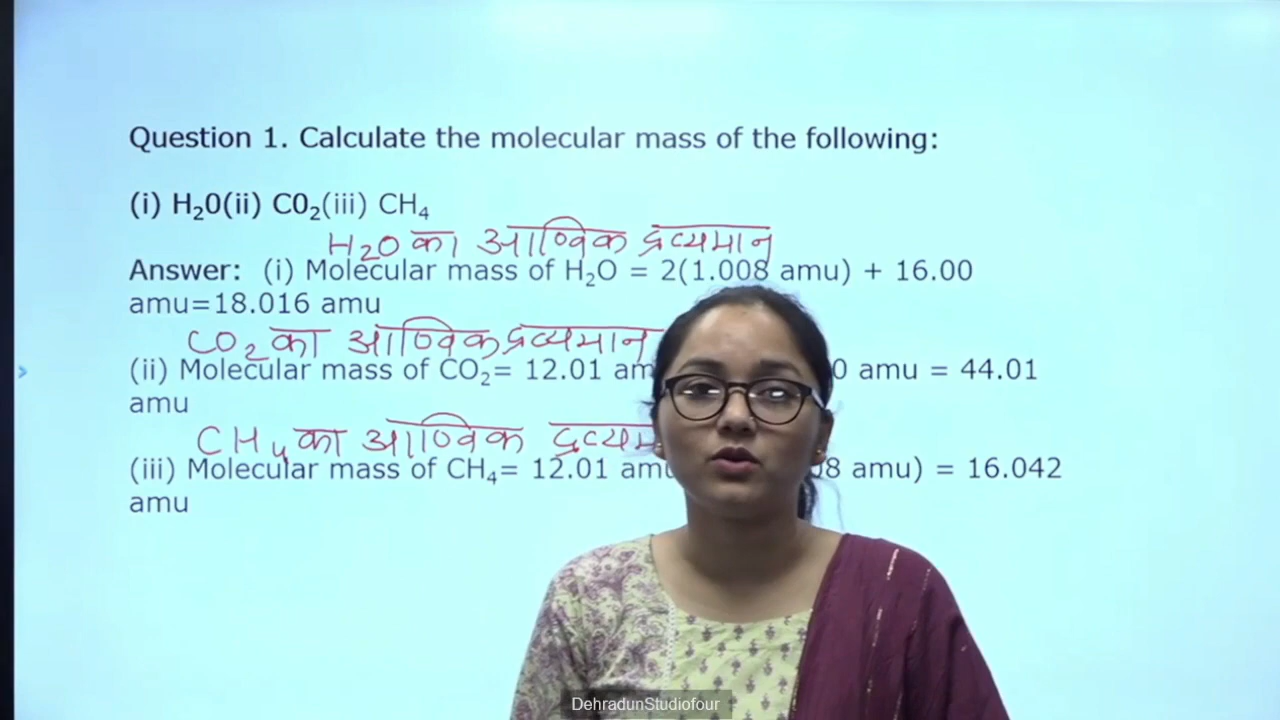 Question 1. Calculate the molecular mass of the following:
(i) H₂0(ii) C0₂(iii) CH₄
H₂O का आण्विक द्रव्यमान
Answer: (i) Molecular mass of H₂O = 2(1.008 amu) + 16.00
amu=18.016 amu
CO₂ का आण्विक द्रव्यमान
(ii) Molecular mass of CO₂= 12.01 0 amu = 44.01
amu
CH₄ का आण्विक
(iii) Molecular mass of CH₄= 12.01 amu) = 16.042
amu
DehradunStudiofour